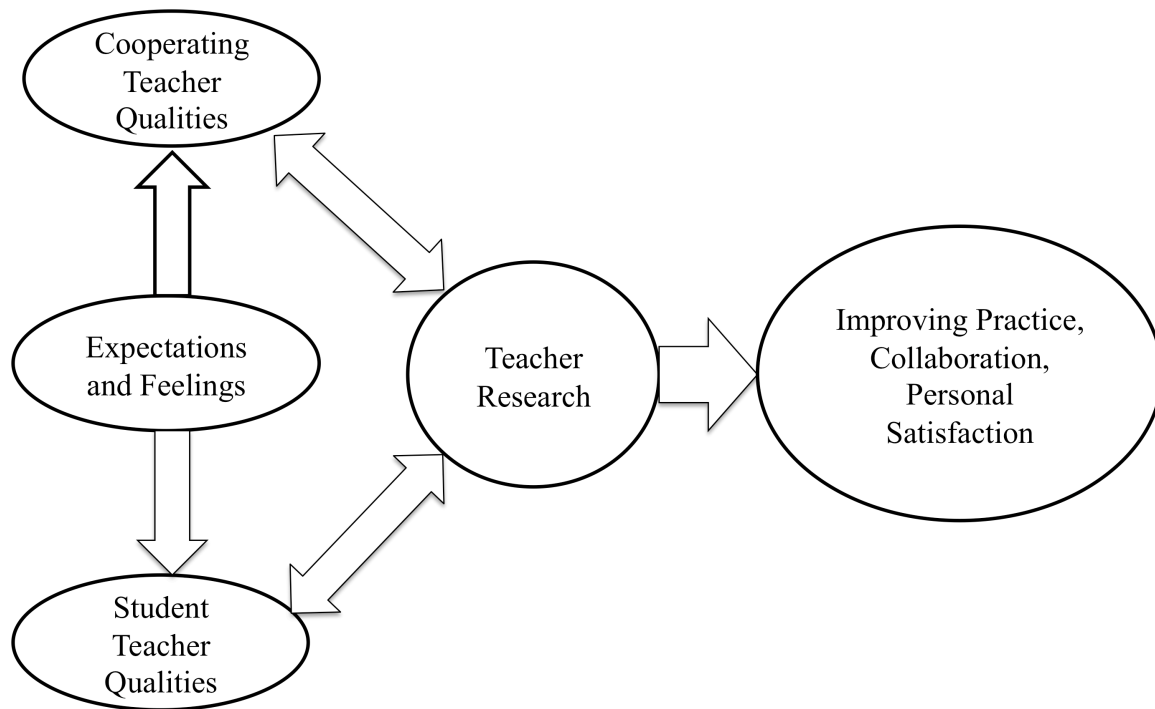 Cooperating
Teacher
Qualities
Expectations
and Feelings
Student
Teacher
Qualities
Teacher
Research
Improving Practice,
Collaboration,
Personal
Satisfaction